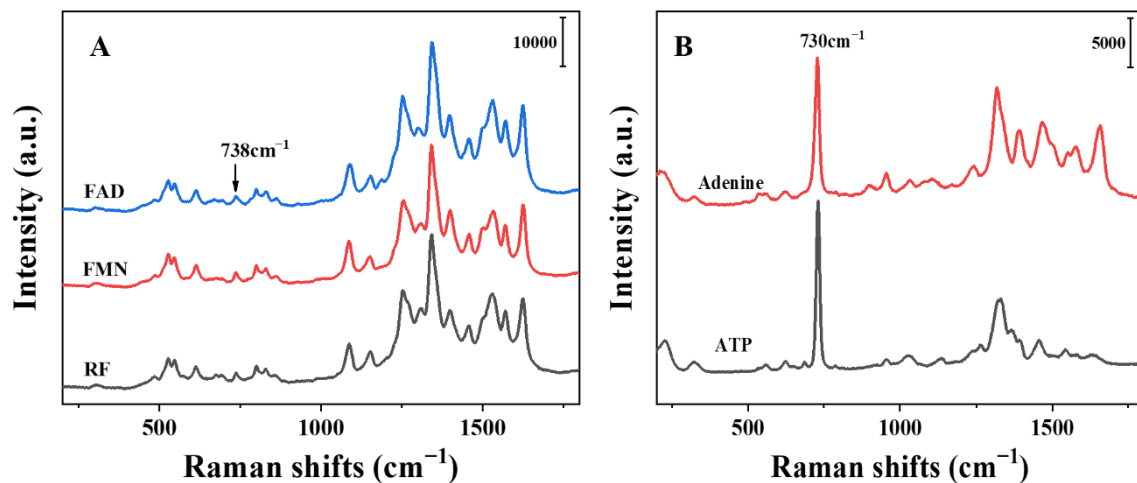 A
10000
738cm⁻¹
FAD
FMN
RF
Intensity (a.u.)
500
1000
1500
Raman shifts (cm⁻¹)
B
730cm⁻¹
5000
Adenine
ATP
Intensity (a.u.)
500
1000
1500
Raman shifts (cm⁻¹)